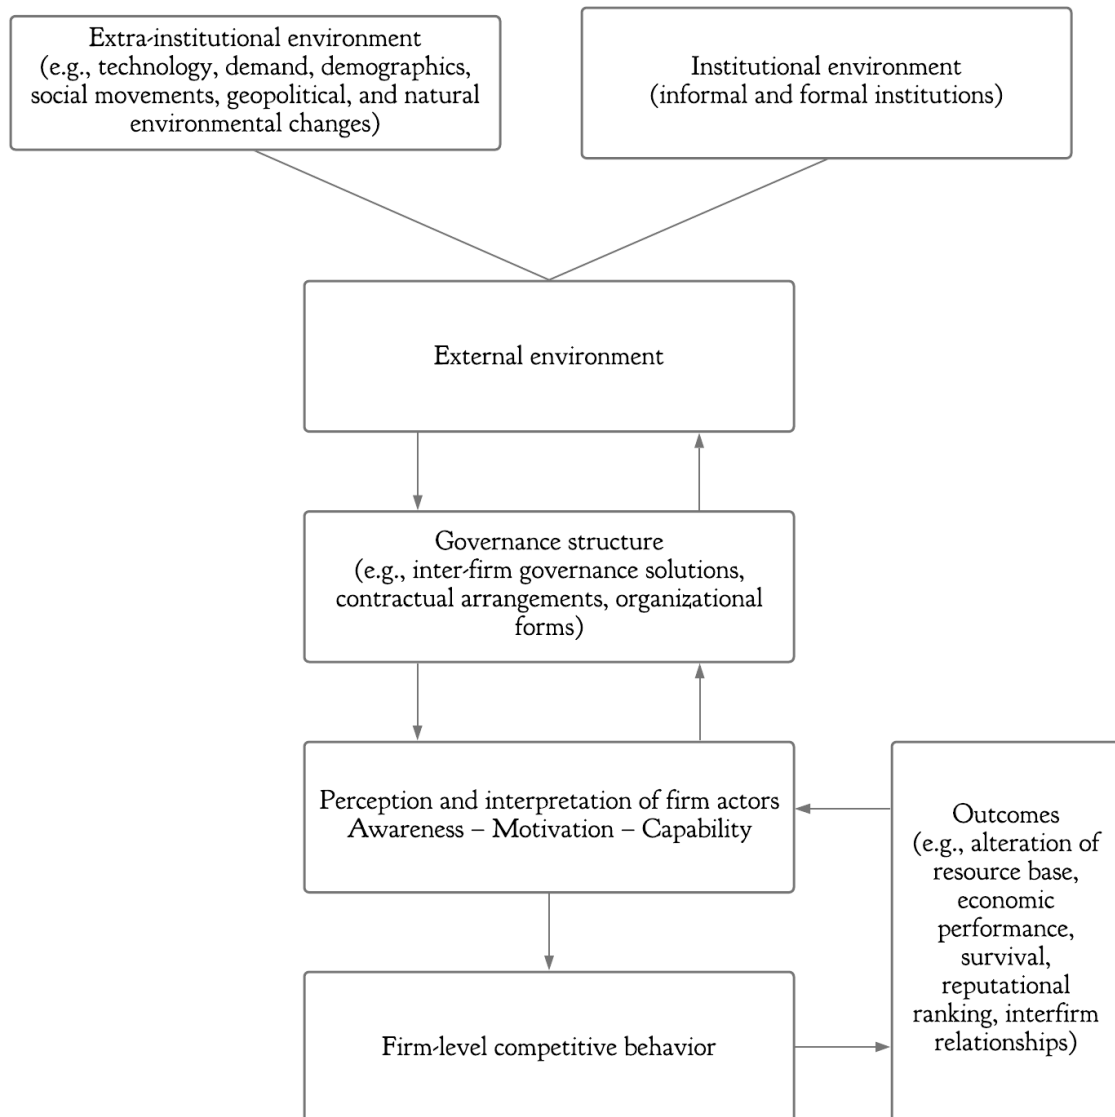 Extra-institutional environment
(e.g., technology, demand, demographics,
social movements, geopolitical, and natural
environmental changes)
Institutional environment
(informal and formal institutions)
External environment
Governance structure
(e.g., inter-firm governance solutions,
contractual arrangements, organizational
forms)
Perception and interpretation of firm actors
Awareness – Motivation – Capability
Outcomes
(e.g., alteration of
resource base,
economic
performance,
survival,
reputational
ranking, interfirm
relationships)
Firm-level competitive behavior